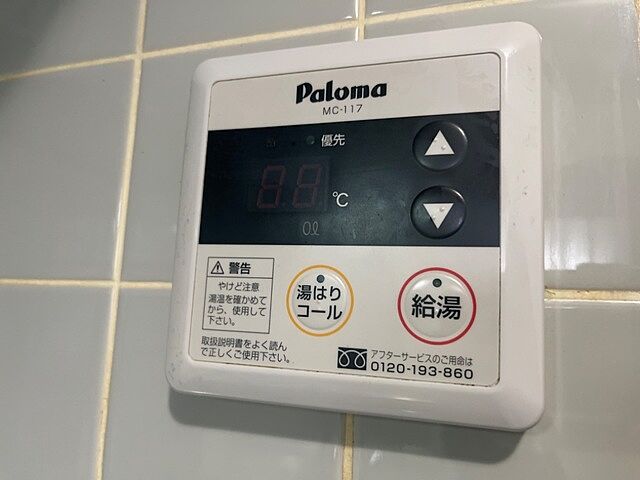 Paloma
MC-117
優先
℃
0ℓ
警告
やけど注意
湯温を確かめて
から、使用して
下さい。
取扱説明書をよく読ん
で正しくご使用下さい。
湯はり
コール
給湯
アフターサービスのご用命は
0120-193-860